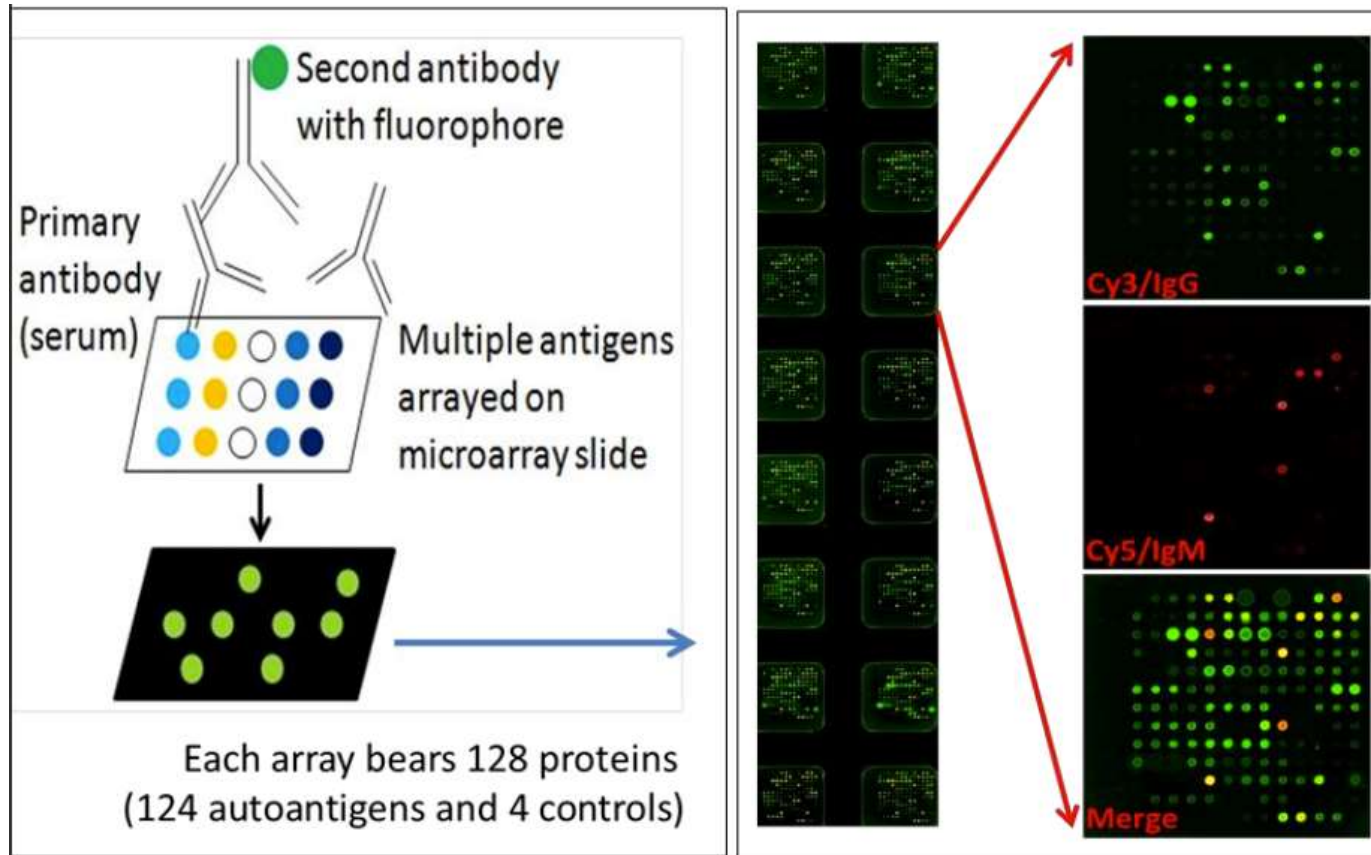 Second antibody
with fluorophore
Primary
antibody
(serum)
Multiple antigens
arrayed on
microarray slide
Each array bears 128 proteins
(124 autoantigens and 4 controls)
Cy3/IgG
Cy5/IgM
Merge